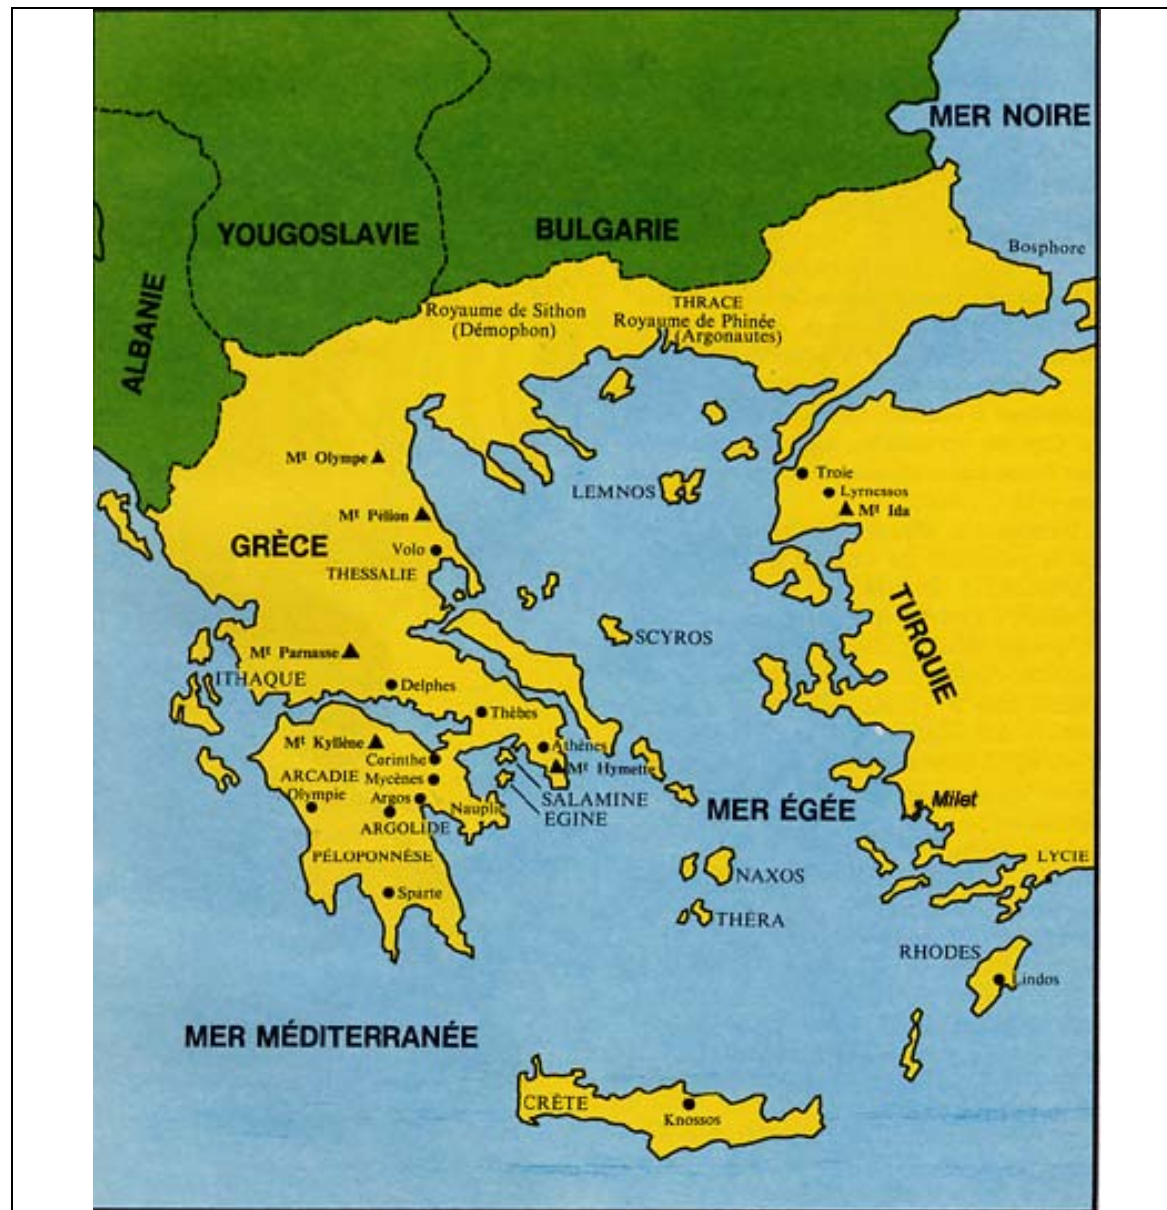 MER NOIRE
YOUGOSLAVIE
BULGARIE
Bosphore
ALBANIE
Royaume de Sithon
(Démophon)
THRACE
Royaume de Phinée
(Argonautes)
Mt Olympe
Troie
LEMNOS
Lyrnessos
Mt Ida
Mt Pélion
GRÈCE
Volo
THESSALIE
TURQUIE
SCYROS
Mt Parnasse
ITHAQUE
Delphes
Thèbes
Mt Kyllène
Corinthe
Athènes
Mt Hymette
ARCADIE
Mycènes
Olympie
Argos
Nauplie
SALAMINE
EGINE
MER ÉGÉE
Milet
ARGOLIDE
PÉLOPONNÉSE
LYCIE
NAXOS
Sparte
THÉRA
RHODES
Lindos
MER MÉDITERRANÉE
CRÊTE
Knossos